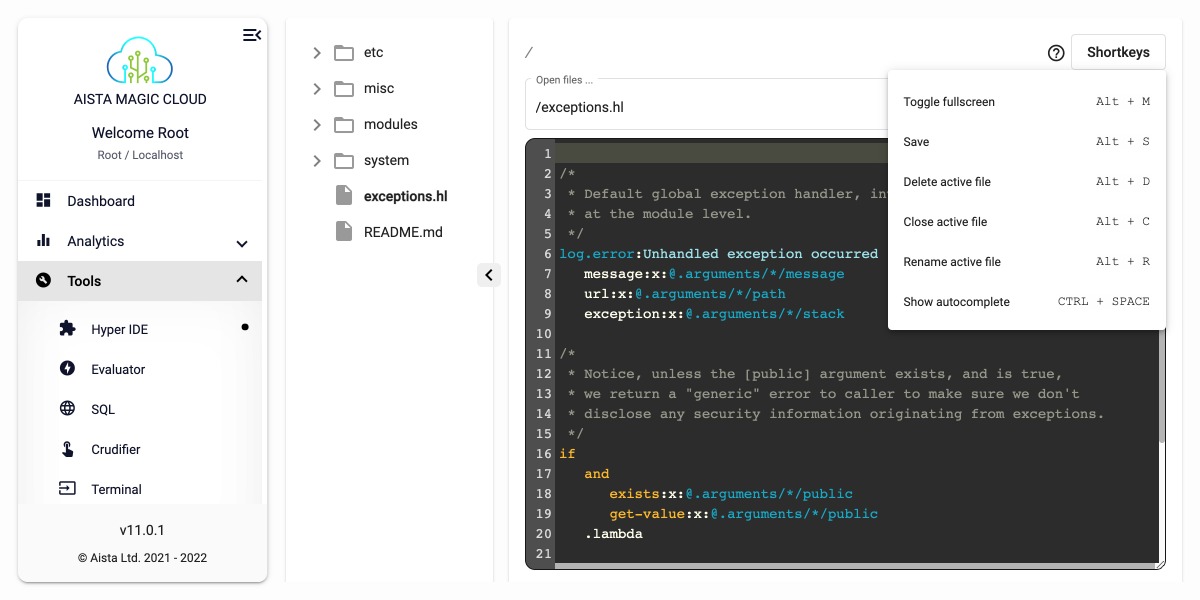 AISTA MAGIC CLOUD
Welcome Root
Root / Localhost
Dashboard
Analytics
Tools
Hyper IDE
Evaluator
SQL
Crudifier
Terminal
v11.0.1
© Aista Ltd. 2021 - 2022
etc
misc
modules
system
exceptions.hl
README.md
/
Shortkeys
Open files ...
/exceptions.hl
Toggle fullscreen Alt + M
Save Alt + S
Delete active file Alt + D
Close active file Alt + C
Rename active file Alt + R
Show autocomplete CTRL + SPACE
1
2 /*
3 * Default global exception handler,
4 * at the module level.
5 */
6 log.error:Unhandled exception occurred
7 message:x:@.arguments/*/message
8 url:x:@.arguments/*/path
9 exception:x:@.arguments/*/stack
10
11 /*
12 * Notice, unless the [public] argument exists, and is true,
13 * we return a "generic" error to caller to make sure we don't
14 * disclose any security information originating from exceptions.
15 */
16 if
17 and
18 exists:x:@.arguments/*/public
19 get-value:x:@.arguments/*/public
20 .lambda
21